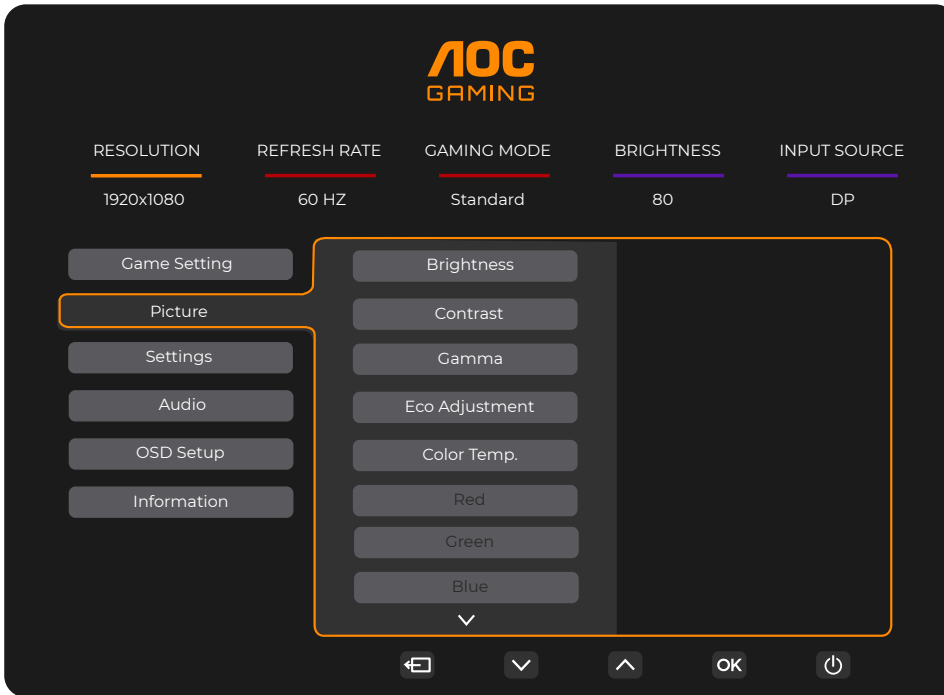 AOC
GAMING
RESOLUTION REFRESH RATE GAMING MODE BRIGHTNESS INPUT SOURCE
1920x1080 60 HZ Standard 80 DP
Game Setting
Picture
Settings
Audio
OSD Setup
Information
Brightness
Contrast
Gamma
Eco Adjustment
Color Temp.
Red
Green
Blue
OK